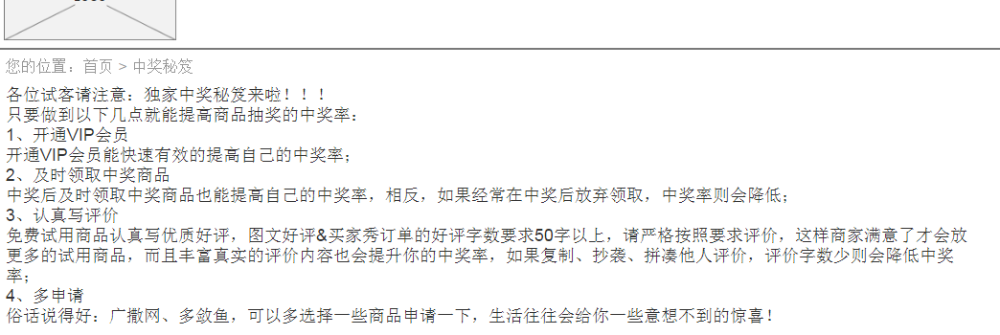 您的位置：首页 > 中奖秘笈
各位试客请注意：独家中奖秘笈来啦！！！
只要做到以下几点就能提高商品抽奖的中奖率：
1、开通VIP会员
开通VIP会员能快速有效的提高自己的中奖率；
2、及时领取中奖商品
中奖后及时领取中奖商品也能提高自己的中奖率，相反，如果经常在中奖后放弃领取，中奖率则会降低；
3、认真写评价
免费试用商品认真写优质好评，图文好评&买家秀订单的好评字数要求50字以上，请严格按照要求评价，这样商家满意了才会放
更多的试用商品，而且丰富真实的评价内容也会提升你的中奖率，如果复制、抄袭、拼凑他人评价，评价字数少则会降低中奖
率；
4、多申请
俗话说得好：广撒网、多敛鱼，可以多选择一些商品申请一下，生活往往会给你一些意想不到的惊喜！